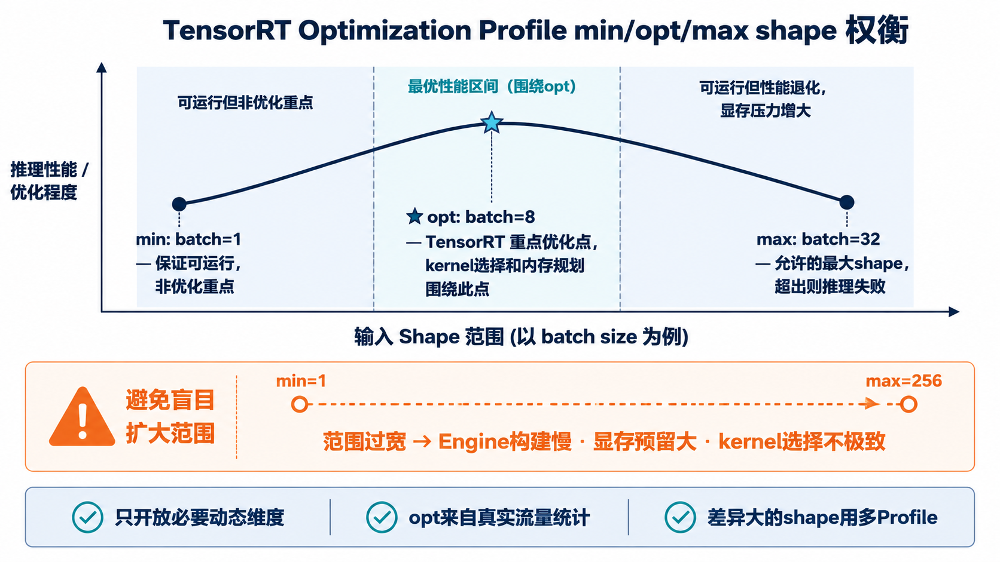 TensorRT Optimization Profile min/opt/max shape 权衡
可运行但非优化重点
最优性能区间（围绕opt）
可运行但性能退化，
显存压力增大
推理性能 /
优化程度
min: batch=1
— 保证可运行，
非优化重点
opt: batch=8
— TensorRT 重点优化点，
kernel选择和内存规划
围绕此点
max: batch=32
— 允许的最大shape，
超出则推理失败
输入 Shape 范围 (以 batch size 为例)
避免盲目
扩大范围
min=1
max=256
范围过宽 → Engine构建慢 · 显存预留大 · kernel选择不极致
只开放必要动态维度
opt来自真实流量统计
差异大的shape用多Profile